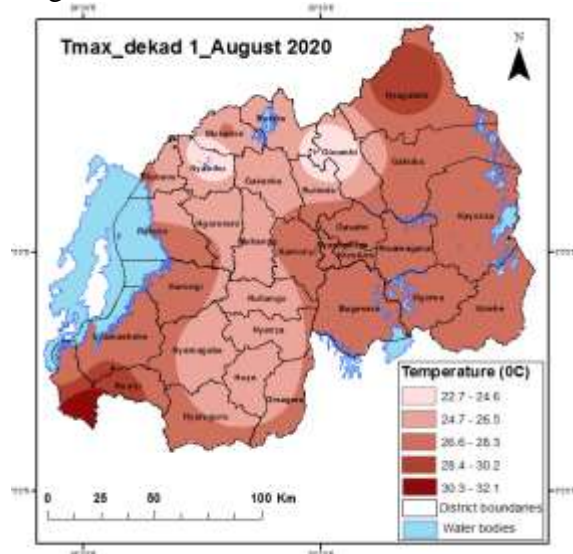 Tmax_dekad 1_August 2020
N
Nyagatare
Musanze
Burera
Gicumbi
Nyabihu
Gatsibo
Rubavu
Gakenke
Rulindo
Kayonza
Ngororero
Rutsiro
Gasabo
Muhanga
Kamonyi
Rwamagana
Karongi
Ruhango
Bugesera
Ngoma
Kirehe
Nyanza
Nyamasheke
Nyamagabe
Huye
Gisagara
Rusizi
Nyaruguru
Temperature (0C)
22.7 - 24.6
24.7 - 26.5
26.6 - 28.3
28.4 - 30.2
30.3 - 32.1
District boundaries
Water bodies
0 25 50 100 Km